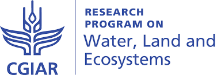 CGIAR
RESEARCH
PROGRAM ON
Water, Land and
Ecosystems